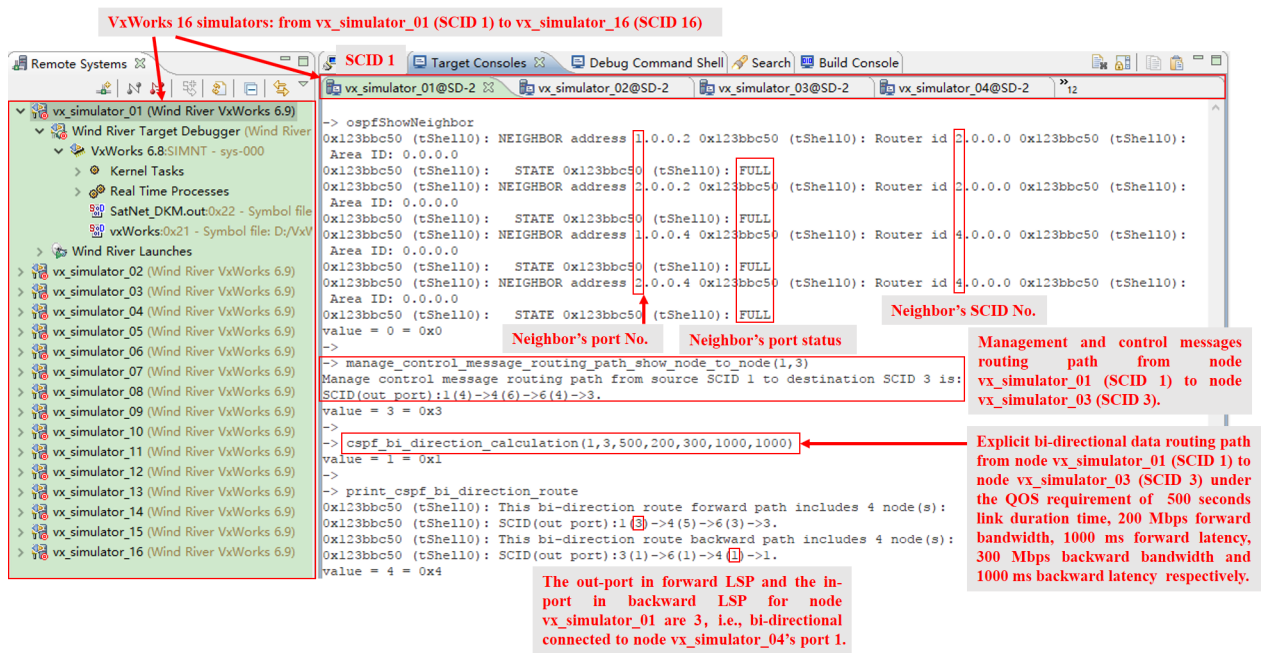 VxWorks 16 simulators: from vx_simulator_01 (SCID 1) to vx_simulator_16 (SCID 16)
Remote Systems
SCID 1
Target Consoles
Debug Command Shell
Search
Build Console
vx_simulator_01@SD-2
vx_simulator_02@SD-2
vx_simulator_03@SD-2
vx_simulator_04@SD-2
»12
vx_simulator_01 (Wind River VxWorks 6.9)
Wind River Target Debugger (Wind River
VxWorks 6.8:SIMNT - sys-000
Kernel Tasks
Real Time Processes
SatNet_DKM.out:0x22 - Symbol file
vxWorks:0x21 - Symbol file: D:/VxW
Wind River Launches
vx_simulator_02 (Wind River VxWorks 6.9)
vx_simulator_03 (Wind River VxWorks 6.9)
vx_simulator_04 (Wind River VxWorks 6.9)
vx_simulator_05 (Wind River VxWorks 6.9)
vx_simulator_06 (Wind River VxWorks 6.9)
vx_simulator_07 (Wind River VxWorks 6.9)
vx_simulator_08 (Wind River VxWorks 6.9)
vx_simulator_09 (Wind River VxWorks 6.9)
vx_simulator_10 (Wind River VxWorks 6.9)
vx_simulator_11 (Wind River VxWorks 6.9)
vx_simulator_12 (Wind River VxWorks 6.9)
vx_simulator_13 (Wind River VxWorks 6.9)
vx_simulator_14 (Wind River VxWorks 6.9)
vx_simulator_15 (Wind River VxWorks 6.9)
vx_simulator_16 (Wind River VxWorks 6.9)
-> ospfShowNeighbor
0x123bbc50 (tShell0): NEIGHBOR address 1.0.0.2 0x123bbc50 (tShell0): Router id 2.0.0.0 0x123bbc50 (tShell0):
Area ID: 0.0.0.0
0x123bbc50 (tShell0):   STATE 0x123bbc50 (tShell0): FULL
0x123bbc50 (tShell0): NEIGHBOR address 2.0.0.2 0x123bbc50 (tShell0): Router id 2.0.0.0 0x123bbc50 (tShell0):
Area ID: 0.0.0.0
0x123bbc50 (tShell0):   STATE 0x123bbc50 (tShell0): FULL
0x123bbc50 (tShell0): NEIGHBOR address 1.0.0.4 0x123bbc50 (tShell0): Router id 4.0.0.0 0x123bbc50 (tShell0):
Area ID: 0.0.0.0
0x123bbc50 (tShell0):   STATE 0x123bbc50 (tShell0): FULL
0x123bbc50 (tShell0): NEIGHBOR address 2.0.0.4 0x123bbc50 (tShell0): Router id 4.0.0.0 0x123bbc50 (tShell0):
Area ID: 0.0.0.0
0x123bbc50 (tShell0):   STATE 0x123bbc50 (tShell0): FULL
value = 0 = 0x0
->
Neighbor's port No.
Neighbor's port status
Neighbor's SCID No.
-> manage_control_message_routing_path_show_node_to_node(1,3)
Manage control message routing path from source SCID 1 to destination SCID 3 is:
SCID(out port):1(4)->4(6)->6(4)->3.
value = 3 = 0x3
->
-> cspf_bi_direction_calculation(1,3,500,200,300,1000,1000)
value = 1 = 0x1
->
-> print_cspf_bi_direction_route
0x123bbc50 (tShell0): This bi-direction route forward path includes 4 node(s):
0x123bbc50 (tShell0): SCID(out port):1(3)->4(5)->6(3)->3.
0x123bbc50 (tShell0): This bi-direction route backward path includes 4 node(s):
0x123bbc50 (tShell0): SCID(out port):3(1)->6(1)->4(1)->1.
value = 4 = 0x4
Management and control messages
routing path from node
vx_simulator_01 (SCID 1) to node
vx_simulator_03 (SCID 3).
Explicit bi-directional data routing path
from node vx_simulator_01 (SCID 1) to
node vx_simulator_03 (SCID 3) under
the QOS requirement of 500 seconds
link duration time, 200 Mbps forward
bandwidth, 1000 ms forward latency,
300 Mbps backward bandwidth and
1000 ms backward latency respectively.
The out-port in forward LSP and the in-
port in backward LSP for node
vx_simulator_01 are 3, i.e., bi-directional
connected to node vx_simulator_04's port 1.